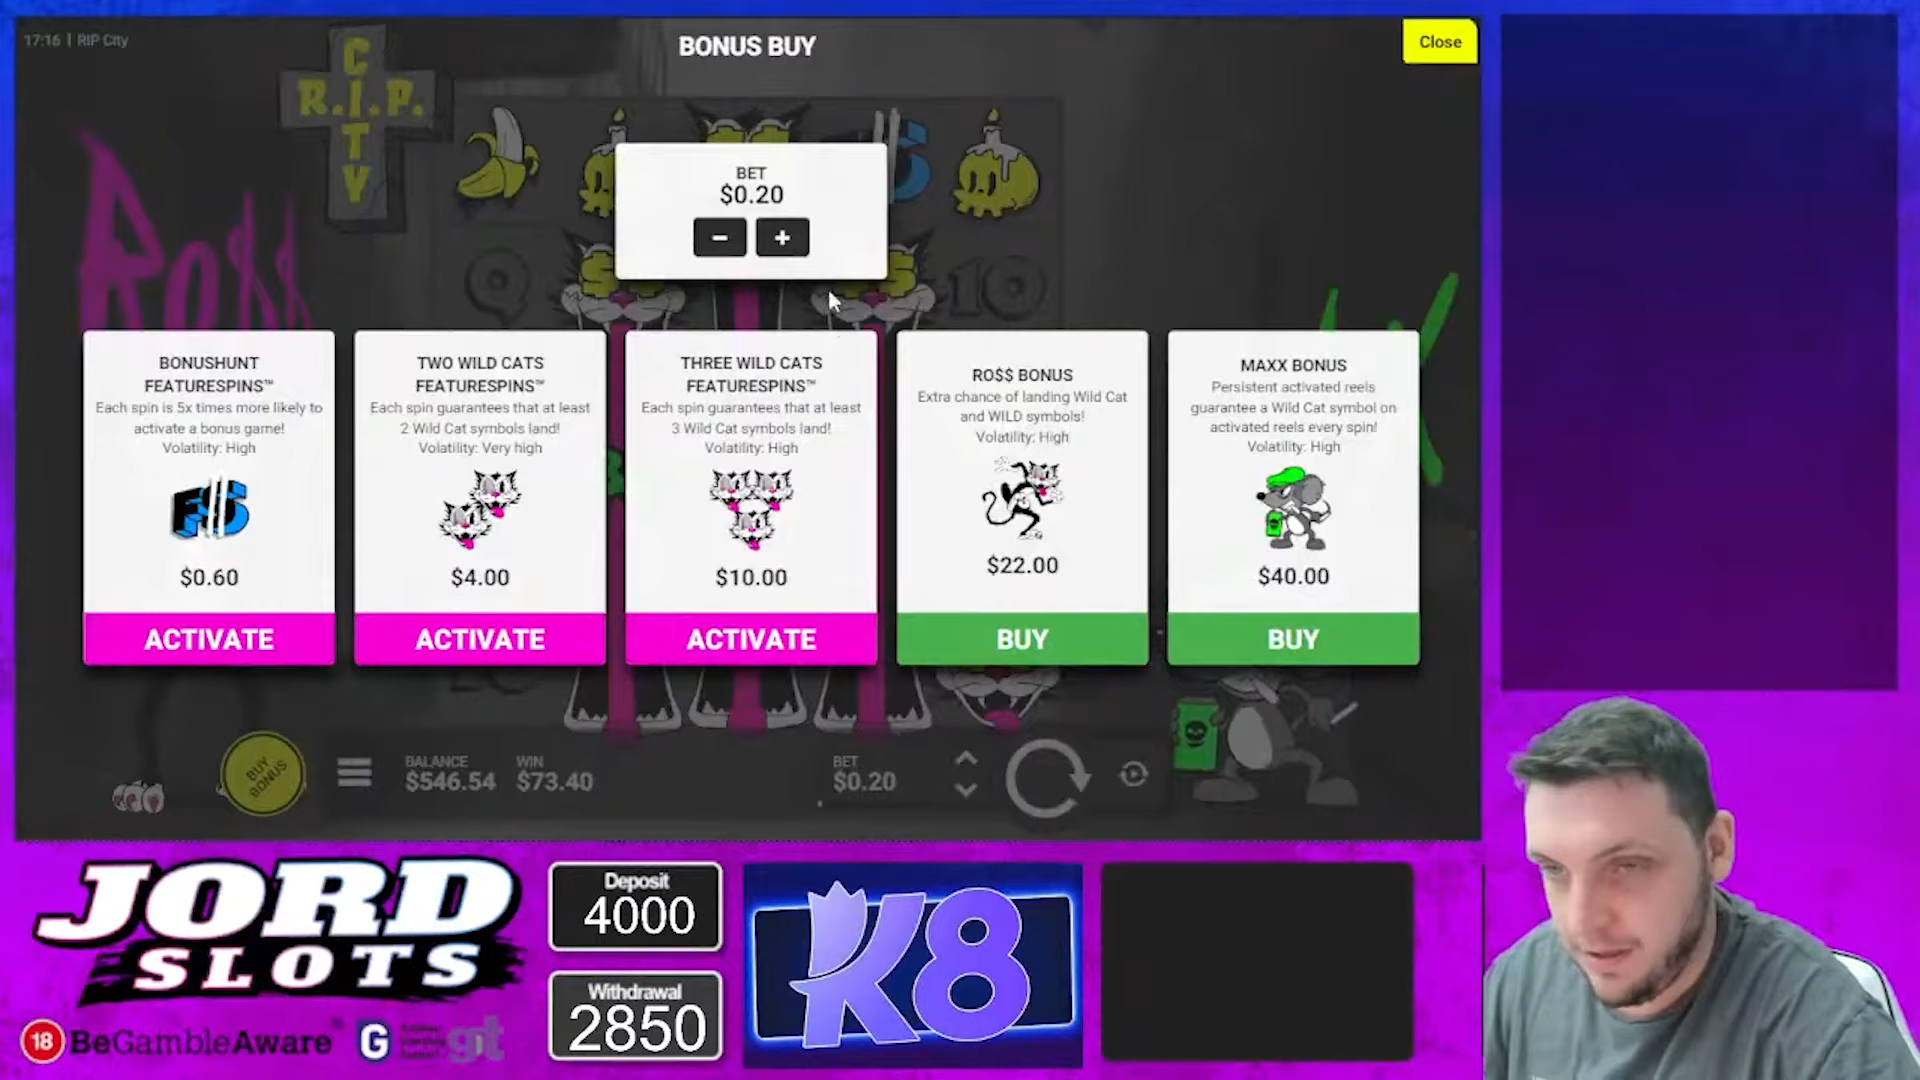 17:16 | RIP City
BONUS BUY
Close
R.I.P.
CITY
BET
$0.20
−
+
Ro$$
Q
10
BONUSHUNT
FEATURESPINS™
Each spin is 5x times more likely to
activate a bonus game!
Volatility: High
FS
$0.60
ACTIVATE
TWO WILD CATS
FEATURESPINS™
Each spin guarantees that at least
2 Wild Cat symbols land!
Volatility: Very high
$4.00
ACTIVATE
THREE WILD CATS
FEATURESPINS™
Each spin guarantees that at least
3 Wild Cat symbols land!
Volatility: High
$10.00
ACTIVATE
RO$$ BONUS
Extra chance of landing Wild Cat
and WILD symbols!
Volatility: High
$22.00
BUY
MAXX BONUS
Persistent activated reels
guarantee a Wild Cat symbol on
activated reels every spin!
Volatility: High
$40.00
BUY
BUY
BONUS
BALANCE
$546.54
WIN
$73.40
BET
$0.20
JORD
SLOTS
Deposit
4000
Withdrawal
2850
K8
18 BeGambleAware
G
gt